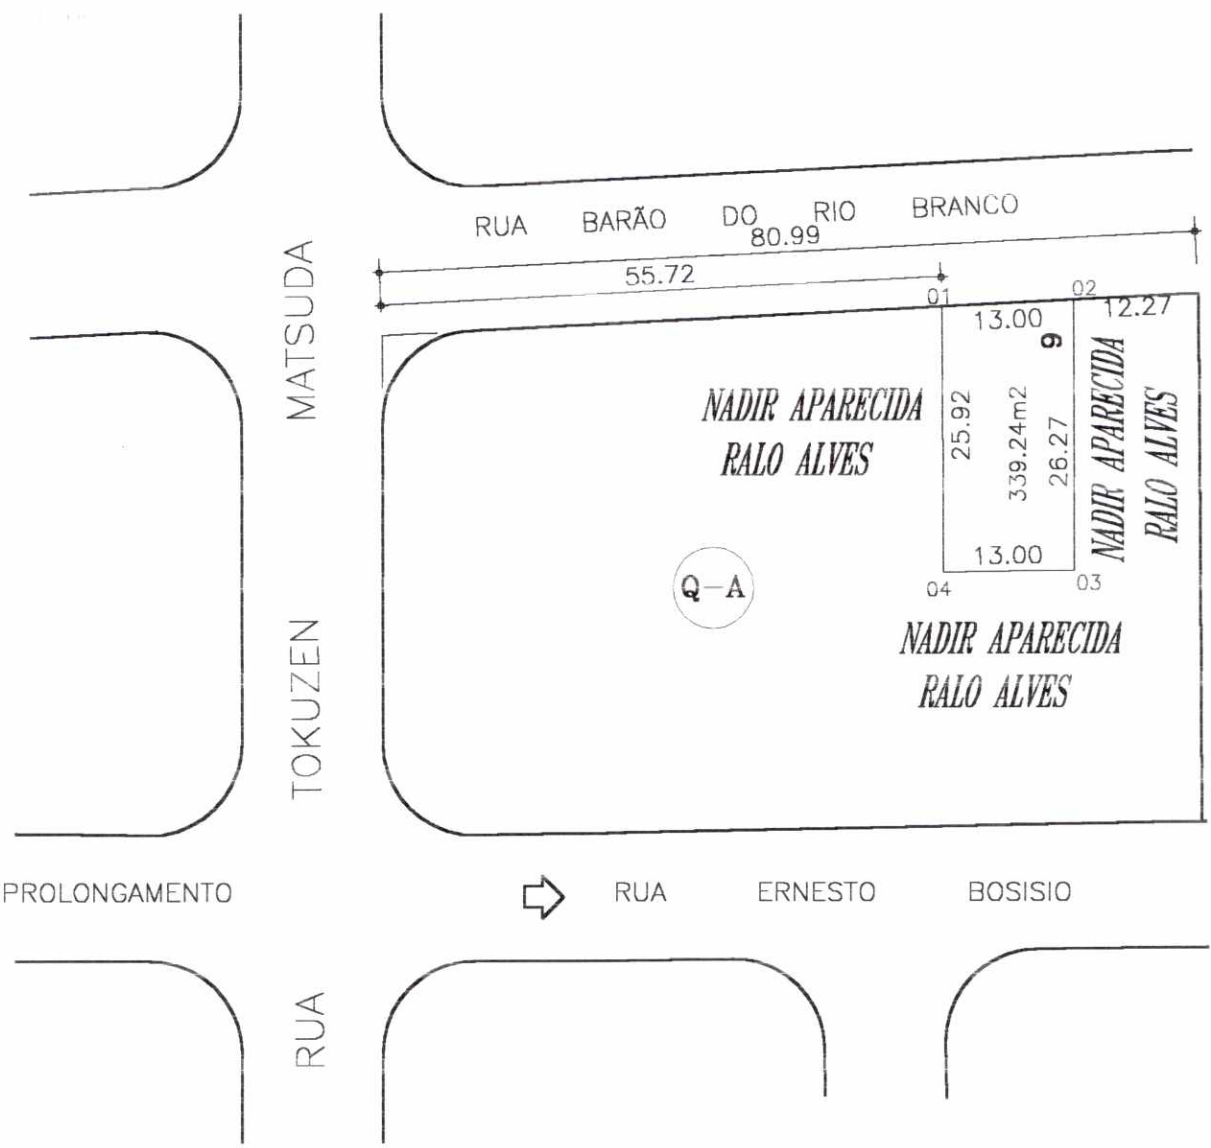 RUA BARÃO DO RIO BRANCO
80.99
55.72
01
02
13.00
12.27
9
MATSUDA
NADIR APARECIDA
RALO ALVES
25.92
339.24m2
26.27
NADIR APARECIDA
RALO ALVES
13.00
04
03
Q-A
NADIR APARECIDA
RALO ALVES
TOKUZEN
PROLONGAMENTO
RUA ERNESTO BOSISIO
RUA